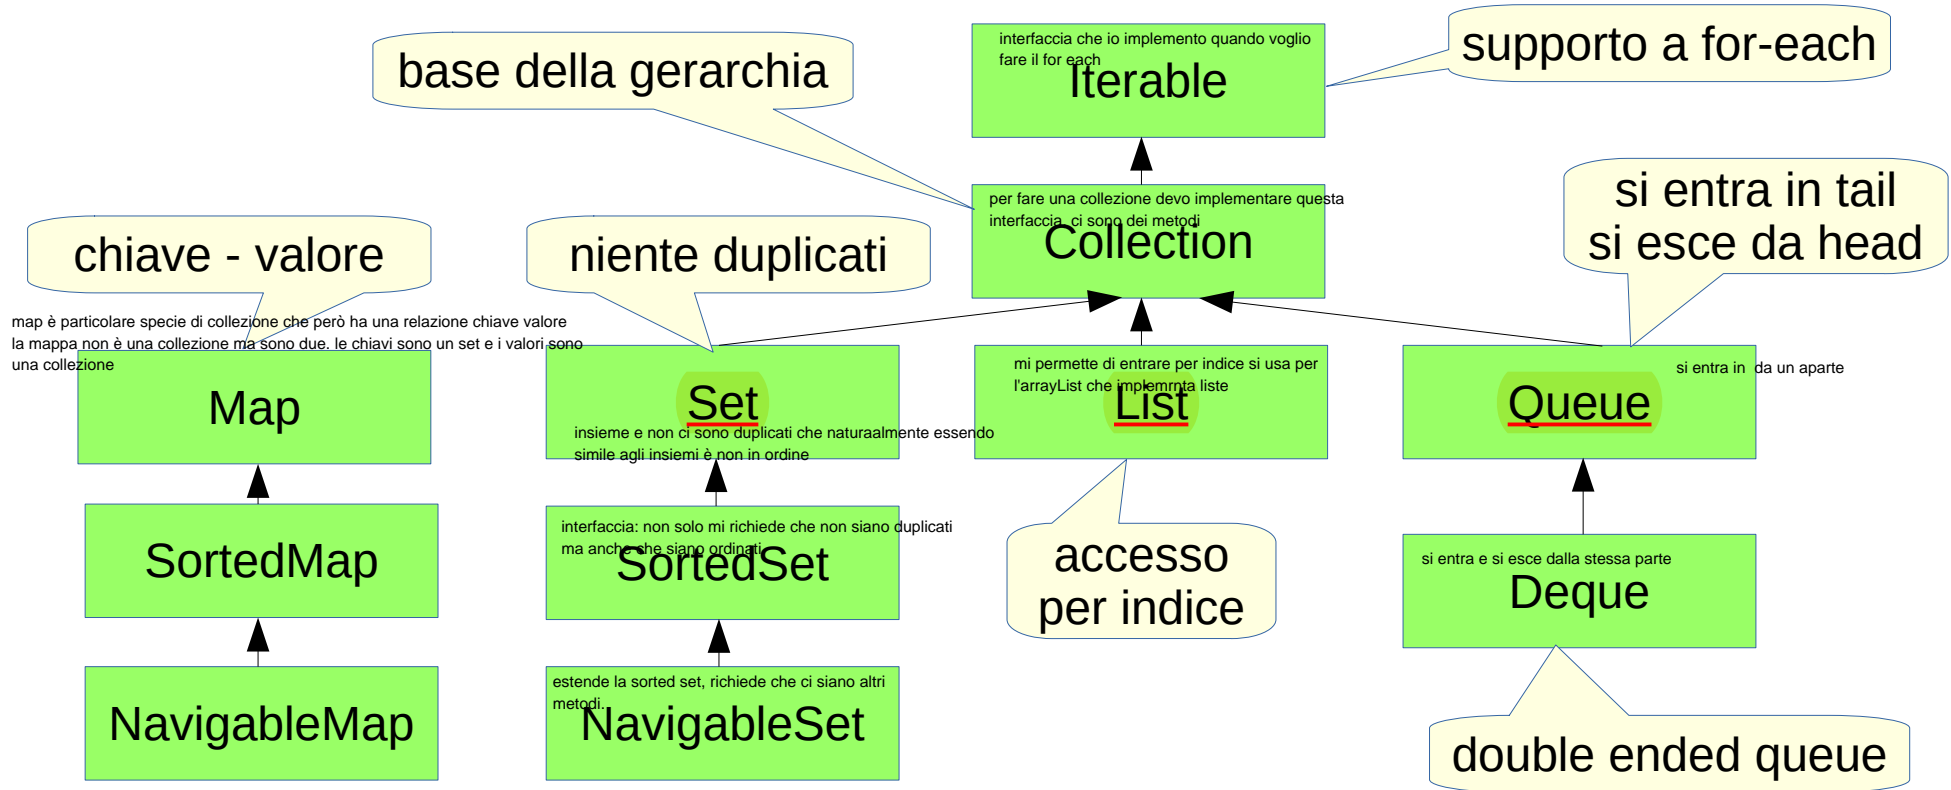 interfaccia che io implemento quando voglio
fare il for each
Iterable
supporto a for-each
base della gerarchia
per fare una collezione devo implementare questa
interfaccia, ci sono dei metodi
Collection
si entra in tail
si esce da head
chiave - valore
niente duplicati
map è particolare specie di collezione che però ha una relazione chiave valore
la mappa non è una collezione ma sono due. le chiavi sono un set e i valori sono
una collezione
Map
Set
insieme e non ci sono duplicati che naturaalmente essendo
simile agli insiemi è non in ordine
mi permette di entrare per indice si usa per
l'arrayList che implemrnta liste
List
si entra in  da un aparte
Queue
SortedMap
interfaccia: non solo mi richiede che non siano duplicati
ma anche che siano ordinati
SortedSet
accesso
per indice
si entra e si esce dalla stessa parte
Deque
NavigableMap
estende la sorted set, richiede che ci siano altri
metodi.
NavigableSet
double ended queue